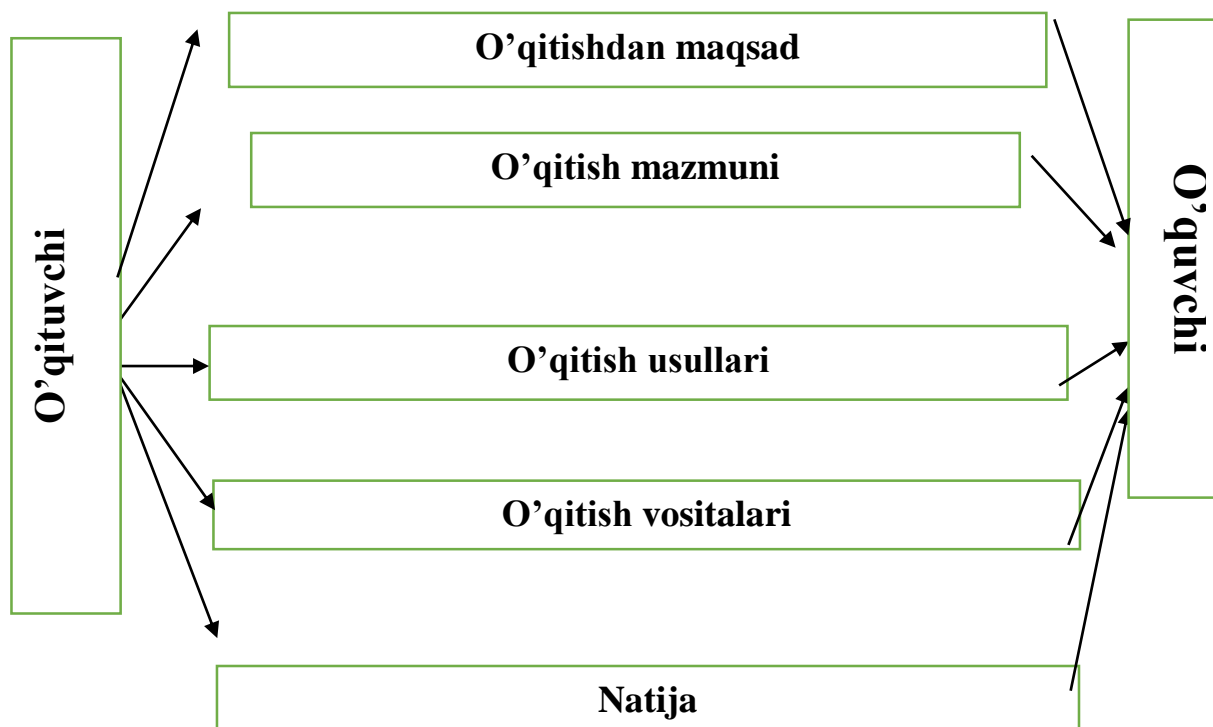 O’qituvchi
O’qitishdan maqsad
O’qitish mazmuni
O’qitish usullari
O’qitish vositalari
Natija
O’quvchi